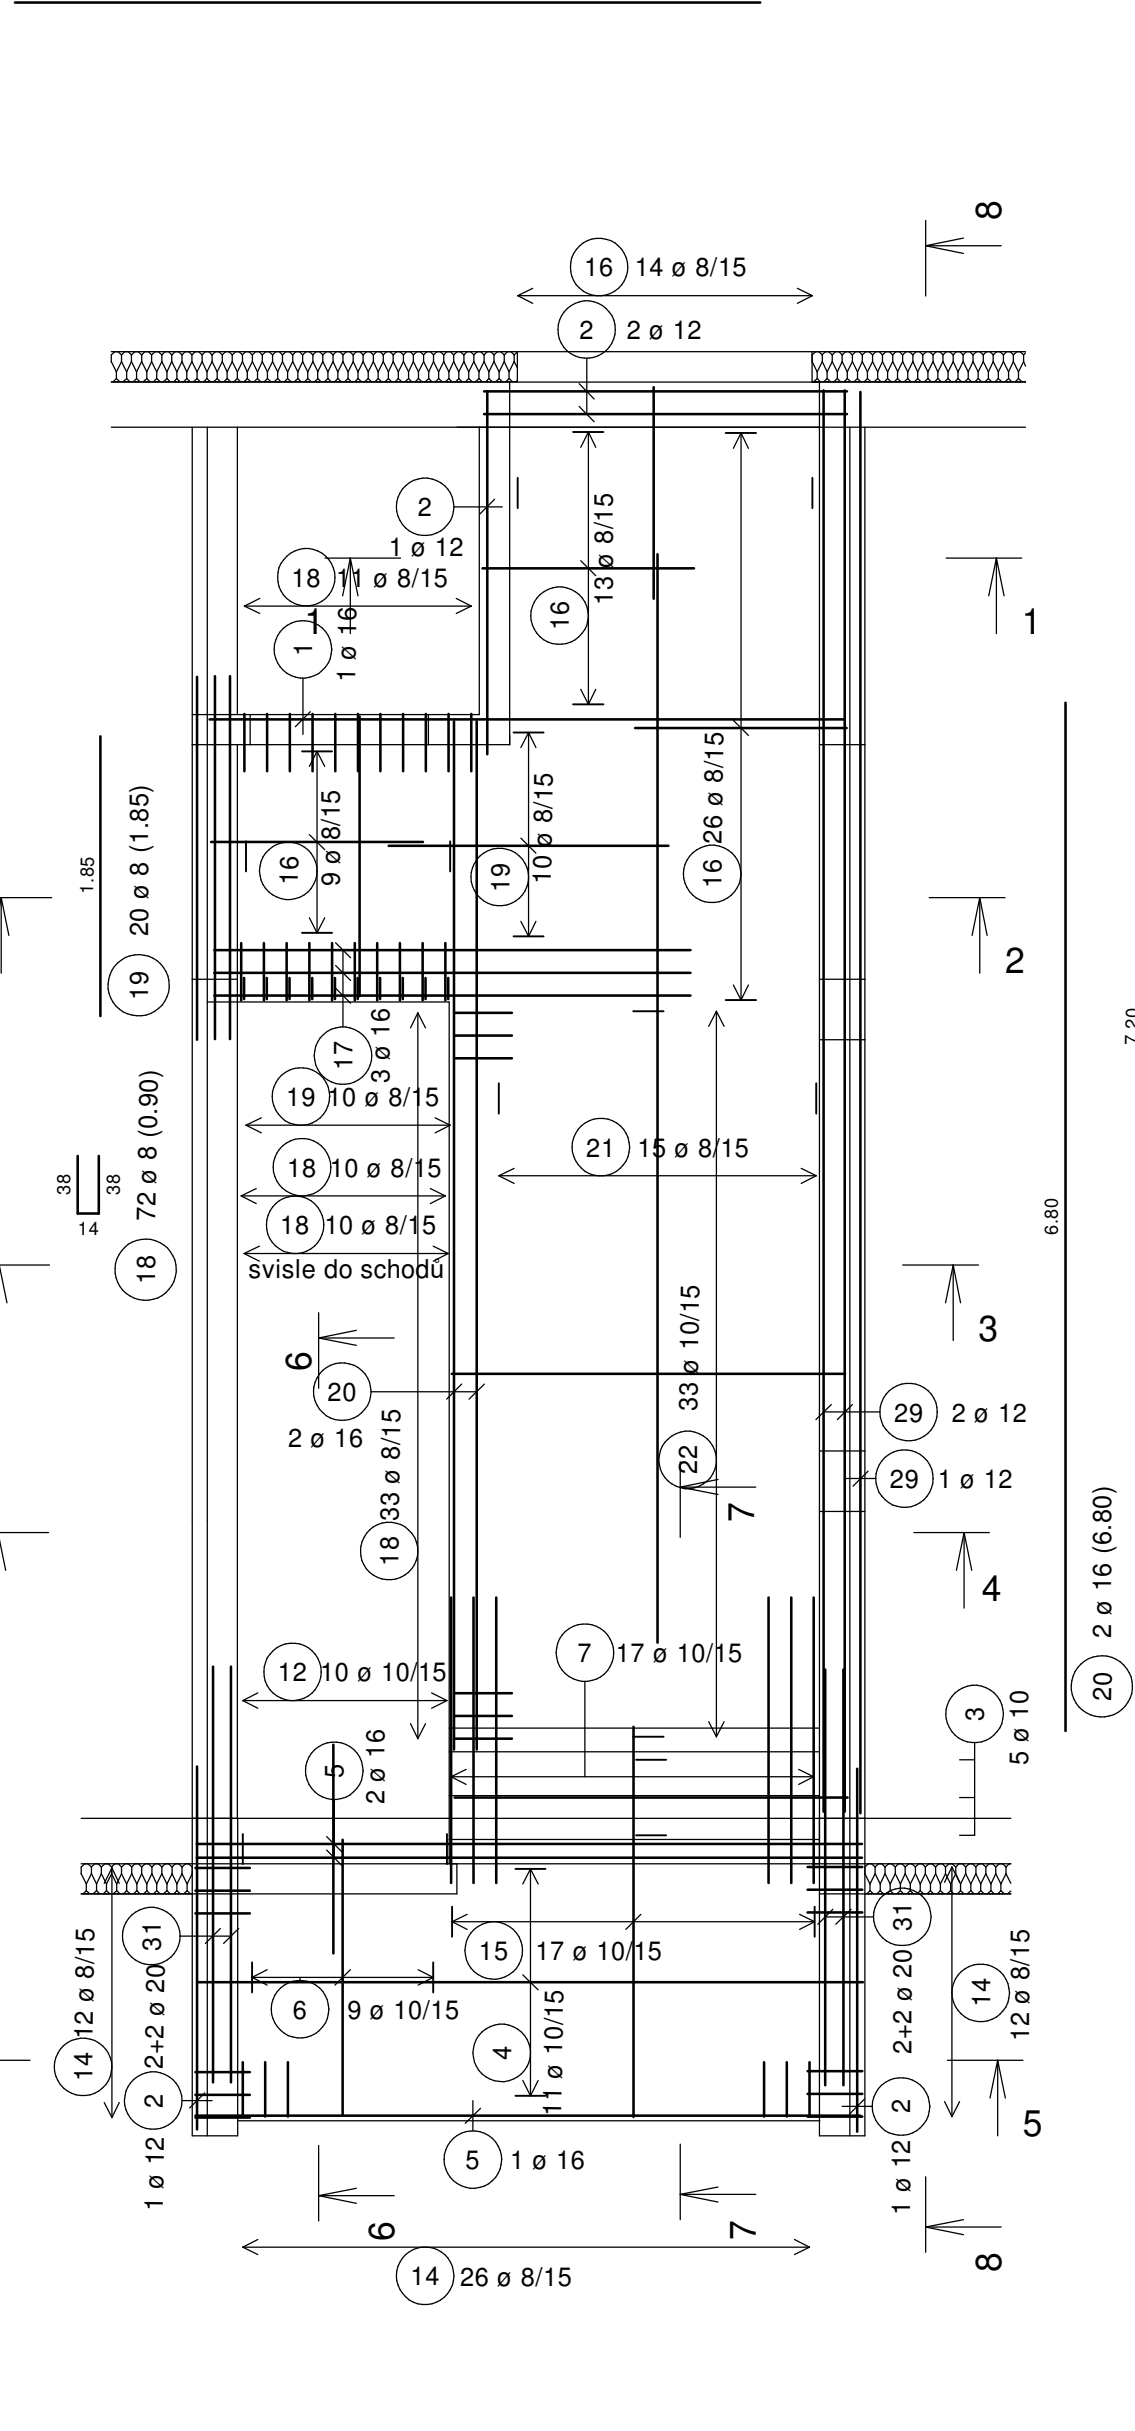 8
16 14 ø 8/15
2 2 ø 12
2
1 ø 12
18 11 ø 8/15
1
1 ø 16
1
13 ø 8/15
16
1
16 26 ø 8/15
9 ø 8/15
16
10 ø 8/15
19
1.85
19 20 ø 8 (1.85)
2
7.20
17
3 ø 16
19 10 ø 8/15
18 10 ø 8/15
18 10 ø 8/15
svisle do schodů
21 15 ø 8/15
38
38
14
18 72 ø 8 (0.90)
6.80
3
6
20
2 ø 16
22 33 ø 10/15
7
29 2 ø 12
29 1 ø 12
18 33 ø 8/15
4
20 2 ø 16 (6.80)
7 17 ø 10/15
12 10 ø 10/15
3
5 ø 10
5
2 ø 16
31
2+2 ø 20
14 12 ø 8/15
15 17 ø 10/15
31
2+2 ø 20
14
12 ø 8/15
6 9 ø 10/15
4
11 ø 10/15
2
1 ø 12
2
1 ø 12
5
5 1 ø 16
6
7
8
14 26 ø 8/15